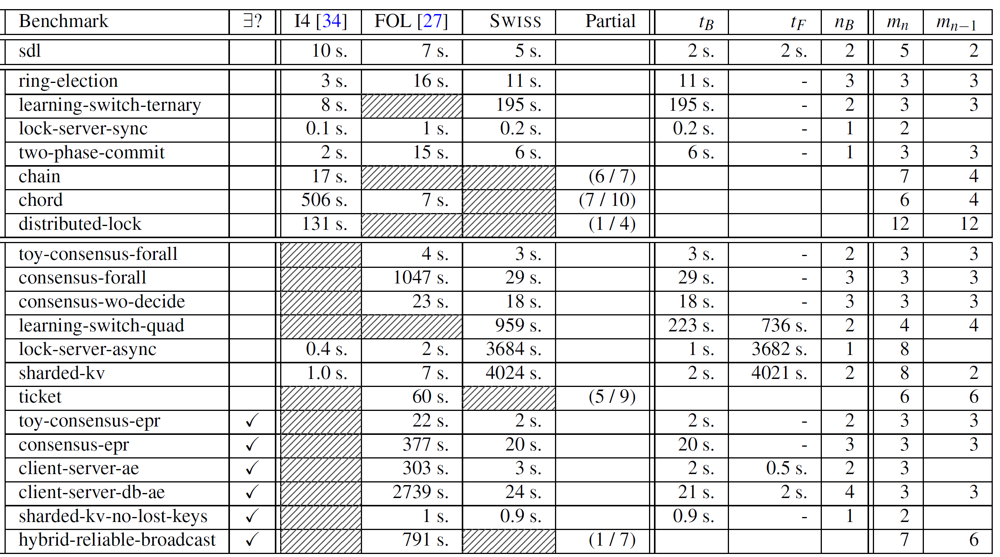 Benchmark ∃? I4 [34] FOL [27] SWISS Partial t_B t_F n_B m_n m_{n−1}
sdl 10 s. 7 s. 5 s. 2 s. 2 s. 2 5 2
ring-election 3 s. 16 s. 11 s. 11 s. - 3 3 3
learning-switch-ternary 8 s. 195 s. 195 s. - 2 3 3
lock-server-sync 0.1 s. 1 s. 0.2 s. 0.2 s. - 1 2
two-phase-commit 2 s. 15 s. 6 s. 6 s. - 1 3 3
chain 17 s. (6 / 7) 7 4
chord 506 s. 7 s. (7 / 10) 6 4
distributed-lock 131 s. (1 / 4) 12 12
toy-consensus-forall 4 s. 3 s. 3 s. - 2 3 3
consensus-forall 1047 s. 29 s. 29 s. - 3 3 3
consensus-wo-decide 23 s. 18 s. 18 s. - 3 3 3
learning-switch-quad 959 s. 223 s. 736 s. 2 4 4
lock-server-async 0.4 s. 2 s. 3684 s. 1 s. 3682 s. 1 8
sharded-kv 1.0 s. 7 s. 4024 s. 2 s. 4021 s. 2 8 2
ticket 60 s. (5 / 9) 6 6
toy-consensus-epr ✓ 22 s. 2 s. 2 s. - 2 3 3
consensus-epr ✓ 377 s. 20 s. 20 s. - 3 3 3
client-server-ae ✓ 303 s. 3 s. 2 s. 0.5 s. 2 3
client-server-db-ae ✓ 2739 s. 24 s. 21 s. 2 s. 4 3 3
sharded-kv-no-lost-keys ✓ 1 s. 0.9 s. 0.9 s. - 1 2
hybrid-reliable-broadcast ✓ 791 s. (1 / 7) 7 6